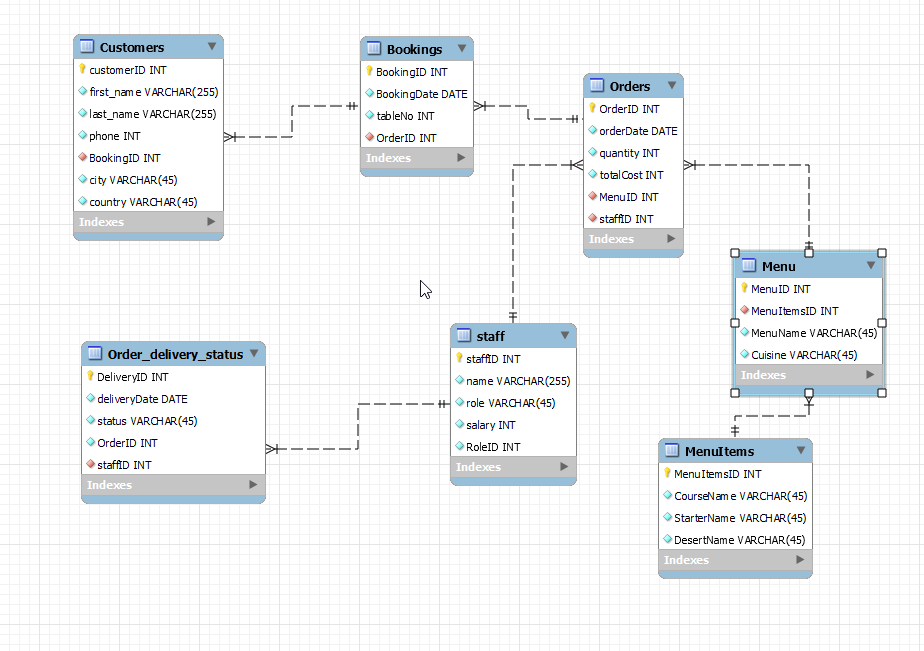 Customers
customerID INT
first_name VARCHAR(255)
last_name VARCHAR(255)
phone INT
BookingID INT
city VARCHAR(45)
country VARCHAR(45)
Indexes
Bookings
BookingID INT
BookingDate DATE
tableNo INT
OrderID INT
Indexes
Orders
OrderID INT
orderDate DATE
quantity INT
totalCost INT
MenuID INT
staffID INT
Indexes
Menu
MenuID INT
MenuItemsID INT
MenuName VARCHAR(45)
Cuisine VARCHAR(45)
Indexes
Order_delivery_status
DeliveryID INT
deliveryDate DATE
status VARCHAR(45)
OrderID INT
staffID INT
Indexes
staff
staffID INT
name VARCHAR(255)
role VARCHAR(45)
salary INT
RoleID INT
Indexes
MenuItems
MenuItemsID INT
CourseName VARCHAR(45)
StarterName VARCHAR(45)
DesertName VARCHAR(45)
Indexes